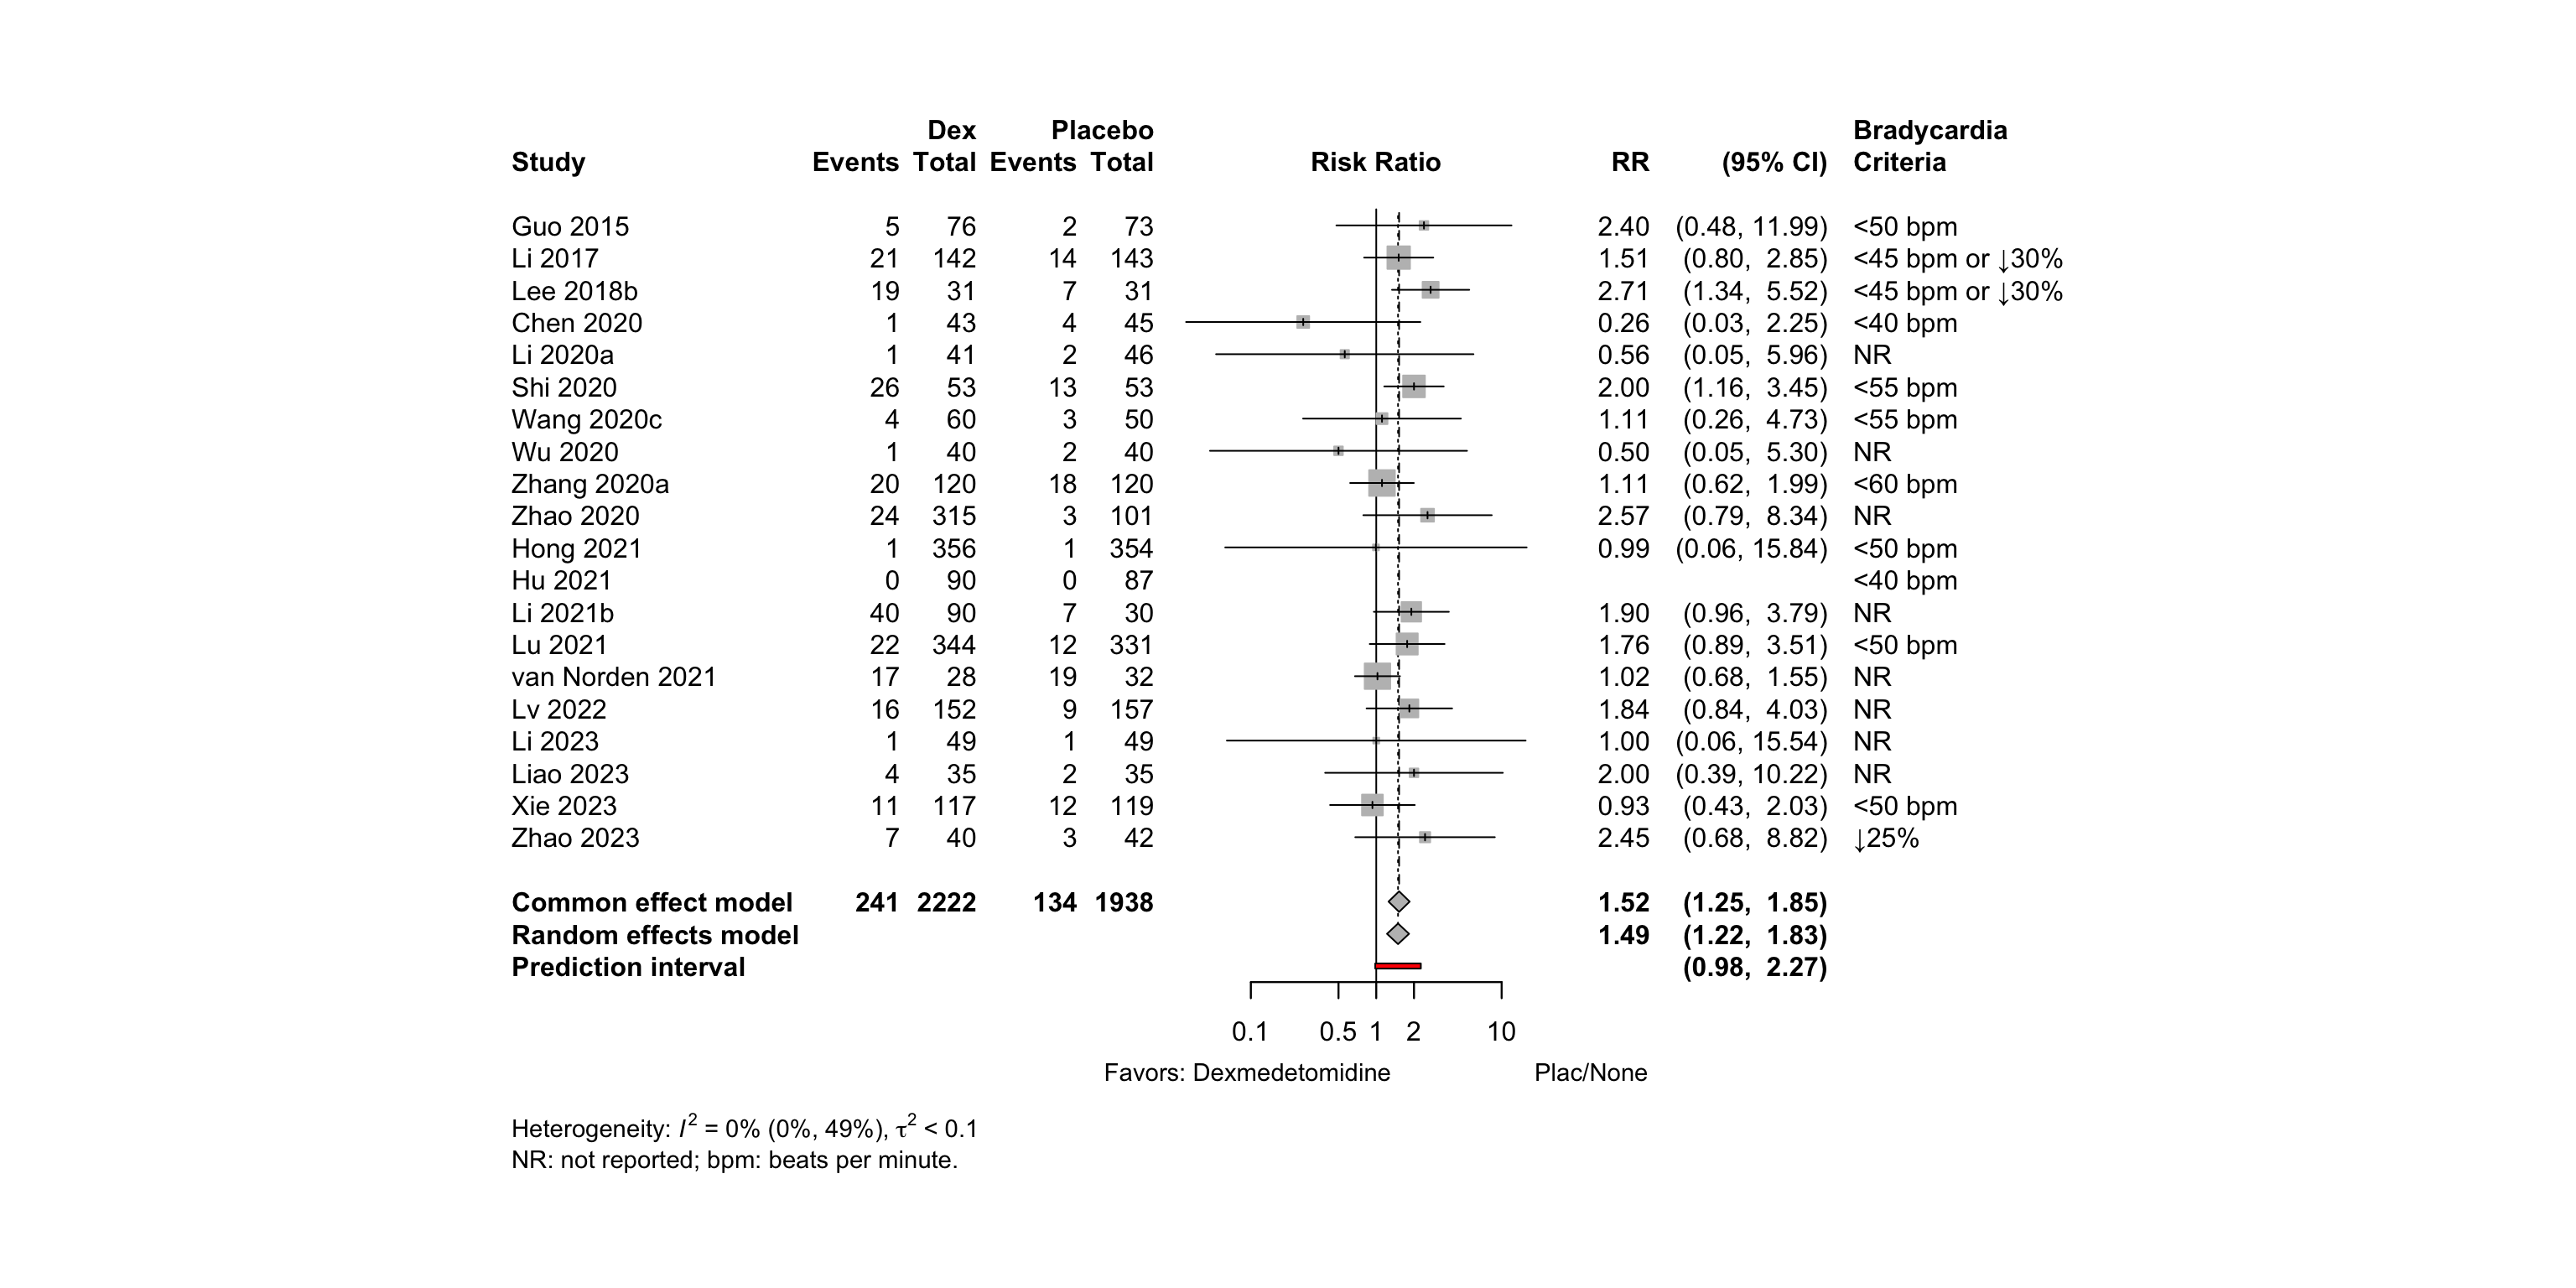 Dex Placebo Bradycardia
Study Events Total Events Total Risk Ratio RR (95% CI) Criteria
Guo 2015 5 76 2 73 2.40 (0.48, 11.99) <50 bpm
Li 2017 21 142 14 143 1.51 (0.80, 2.85) <45 bpm or ↓30%
Lee 2018b 19 31 7 31 2.71 (1.34, 5.52) <45 bpm or ↓30%
Chen 2020 1 43 4 45 0.26 (0.03, 2.25) <40 bpm
Li 2020a 1 41 2 46 0.56 (0.05, 5.96) NR
Shi 2020 26 53 13 53 2.00 (1.16, 3.45) <55 bpm
Wang 2020c 4 60 3 50 1.11 (0.26, 4.73) <55 bpm
Wu 2020 1 40 2 40 0.50 (0.05, 5.30) NR
Zhang 2020a 20 120 18 120 1.11 (0.62, 1.99) <60 bpm
Zhao 2020 24 315 3 101 2.57 (0.79, 8.34) NR
Hong 2021 1 356 1 354 0.99 (0.06, 15.84) <50 bpm
Hu 2021 0 90 0 87 <40 bpm
Li 2021b 40 90 7 30 1.90 (0.96, 3.79) NR
Lu 2021 22 344 12 331 1.76 (0.89, 3.51) <50 bpm
van Norden 2021 17 28 19 32 1.02 (0.68, 1.55) NR
Lv 2022 16 152 9 157 1.84 (0.84, 4.03) NR
Li 2023 1 49 1 49 1.00 (0.06, 15.54) NR
Liao 2023 4 35 2 35 2.00 (0.39, 10.22) NR
Xie 2023 11 117 12 119 0.93 (0.43, 2.03) <50 bpm
Zhao 2023 7 40 3 42 2.45 (0.68, 8.82) ↓25%
Common effect model 241 2222 134 1938 1.52 (1.25, 1.85)
Random effects model 1.49 (1.22, 1.83)
Prediction interval (0.98, 2.27)
0.1 0.5 1 2 10
Favors: Dexmedetomidine Plac/None
Heterogeneity: I² = 0% (0%, 49%), τ² < 0.1
NR: not reported; bpm: beats per minute.